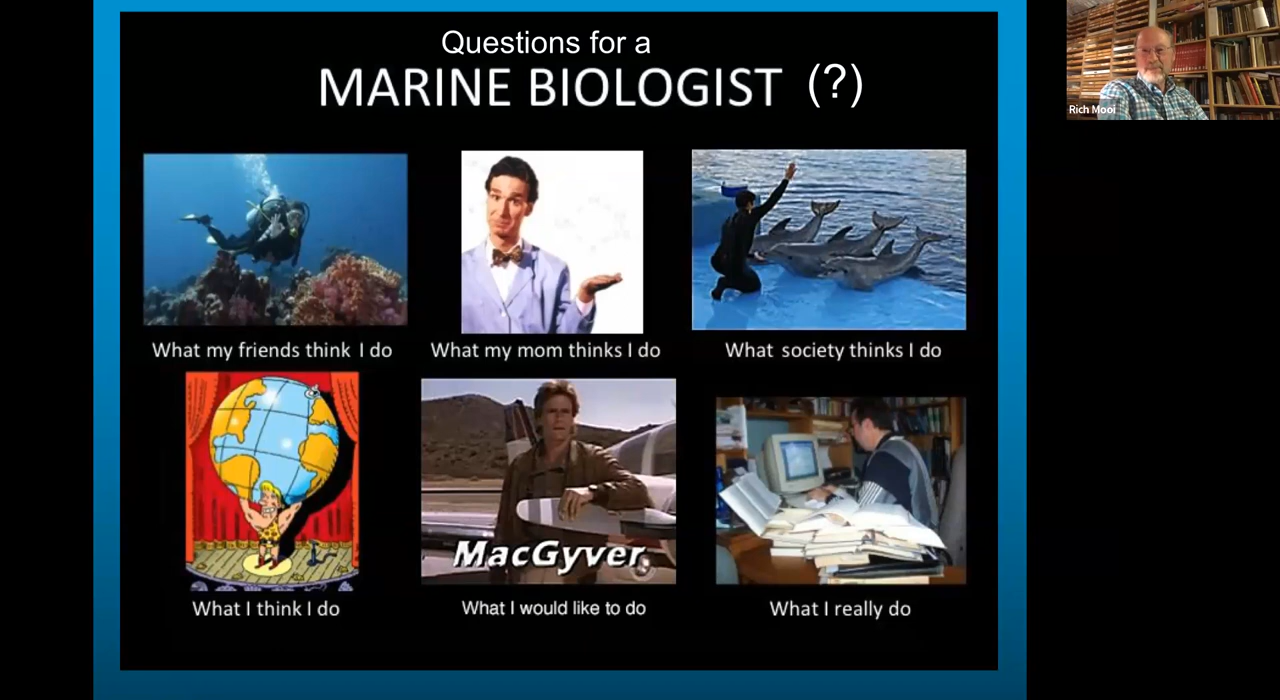 Questions for a
MARINE BIOLOGIST (?)
Rich Mooi
What my friends think I do
What my mom thinks I do
What society thinks I do
MacGyver
What I think I do
What I would like to do
What I really do